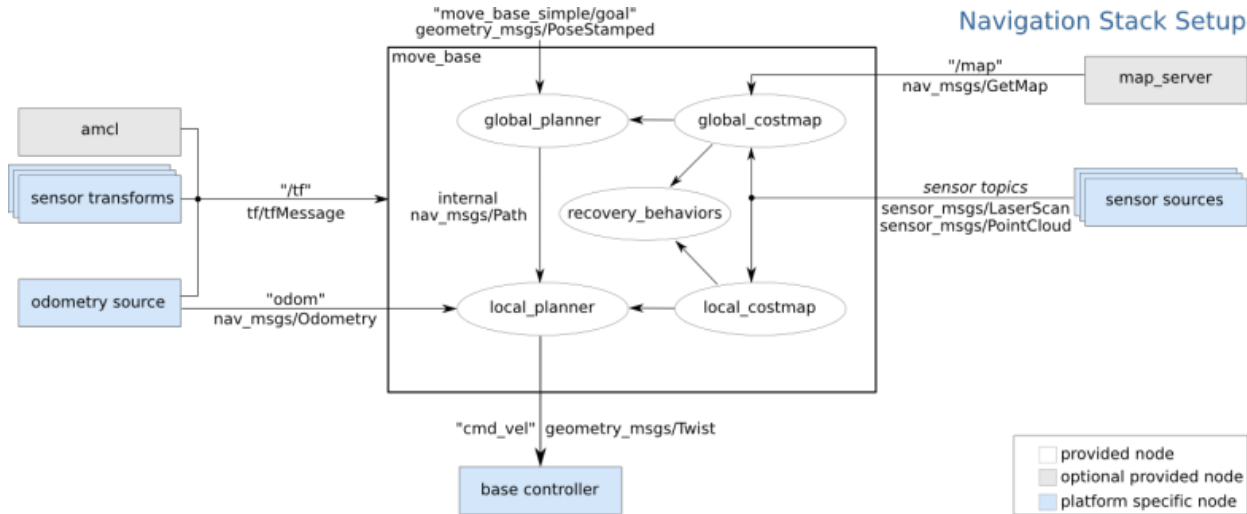 "move_base_simple/goal"
geometry_msgs/PoseStamped
Navigation Stack Setup
move_base
"/map"
nav_msgs/GetMap
map_server
amcl
global_planner
global_costmap
sensor transforms
"/tf"
tf/tfMessage
internal
nav_msgs/Path
recovery_behaviors
sensor topics
sensor_msgs/LaserScan
sensor_msgs/PointCloud
sensor sources
odometry source
"odom"
nav_msgs/Odometry
local_planner
local_costmap
"cmd_vel" geometry_msgs/Twist
base controller
provided node
optional provided node
platform specific node